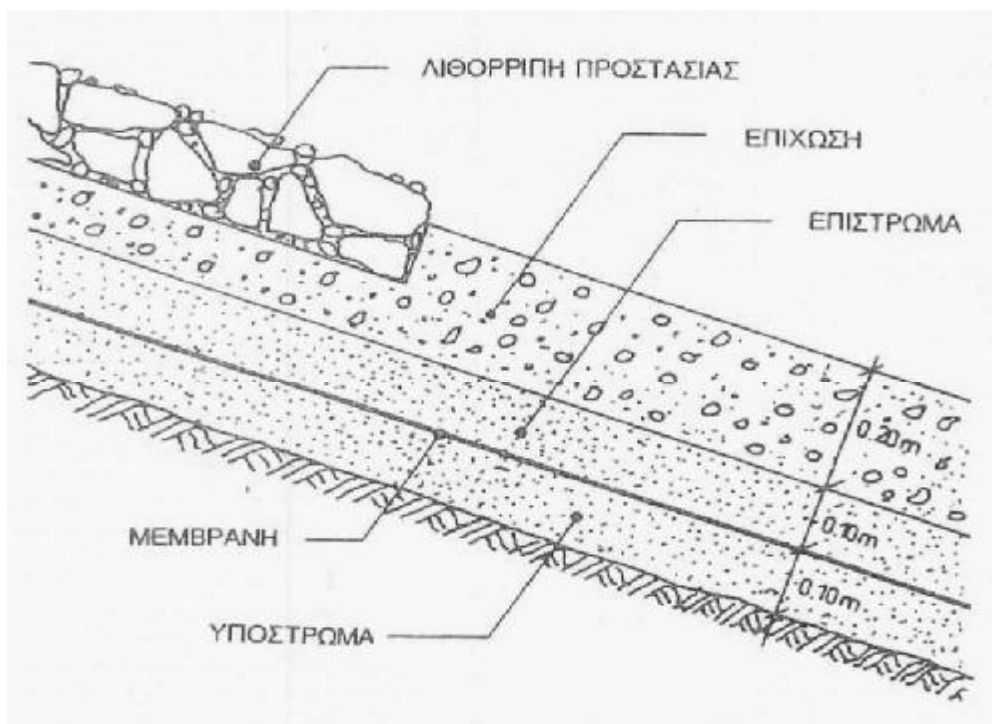 ΛΙΘΟΡΡΙΠΗ ΠΡΟΣΤΑΣΙΑΣ
ΕΠΙΧΩΣΗ
ΕΠΙΣΤΡΩΜΑ
0.20m
0.10m
ΜΕΜΒΡΑΝΗ
0.10m
ΥΠΟΣΤΡΩΜΑ